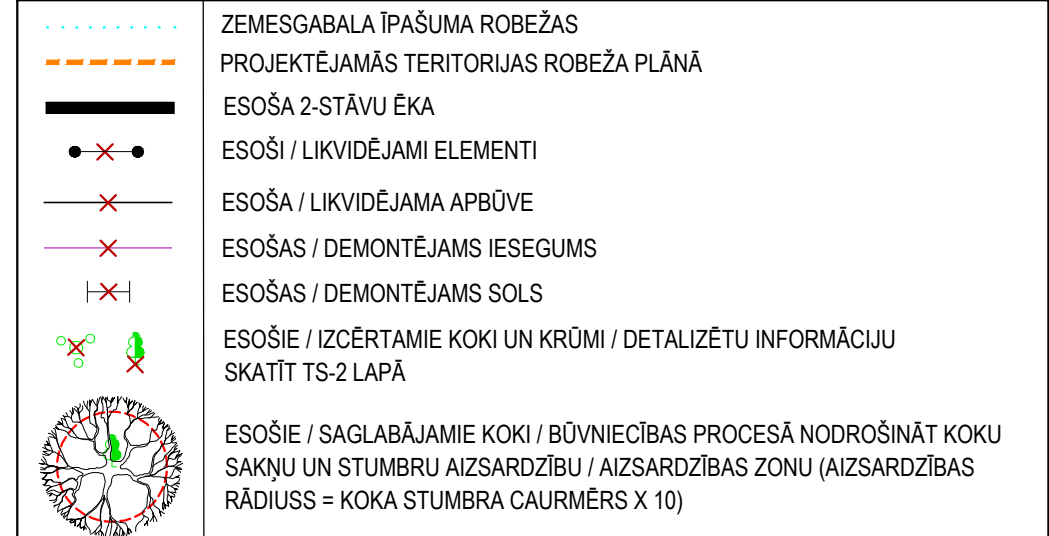 ZEMESGABALA ĪPAŠUMA ROBEŽAS
PROJEKTĒJAMĀS TERITORIJAS ROBEŽA PLĀNĀ
ESOŠA 2-STĀVU ĒKA
ESOŠI / LIKVIDĒJAMI ELEMENTI
ESOŠA / LIKVIDĒJAMA APBŪVE
ESOŠAS / DEMONTĒJAMS IESEGUMS
ESOŠAS / DEMONTĒJAMS SOLS
ESOŠIE / IZCĒRTAMIE KOKI UN KRŪMI / DETALIZĒTU INFORMĀCIJU
SKATĪT TS-2 LAPĀ
ESOŠIE / SAGLABĀJAMIE KOKI / BŪVNIECĪBAS PROCESĀ NODROŠINĀT KOKU
SAKŅU UN STUMBRU AIZSARDZĪBU / AIZSARDZĪBAS ZONU (AIZSARDZĪBAS
RĀDIUSS = KOKA STUMBRA CAURMĒRS X 10)